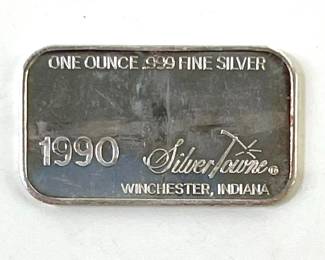 ONE OUNCE .999 FINE SILVER
1990 SilverTowne
WINCHESTER, INDIANA